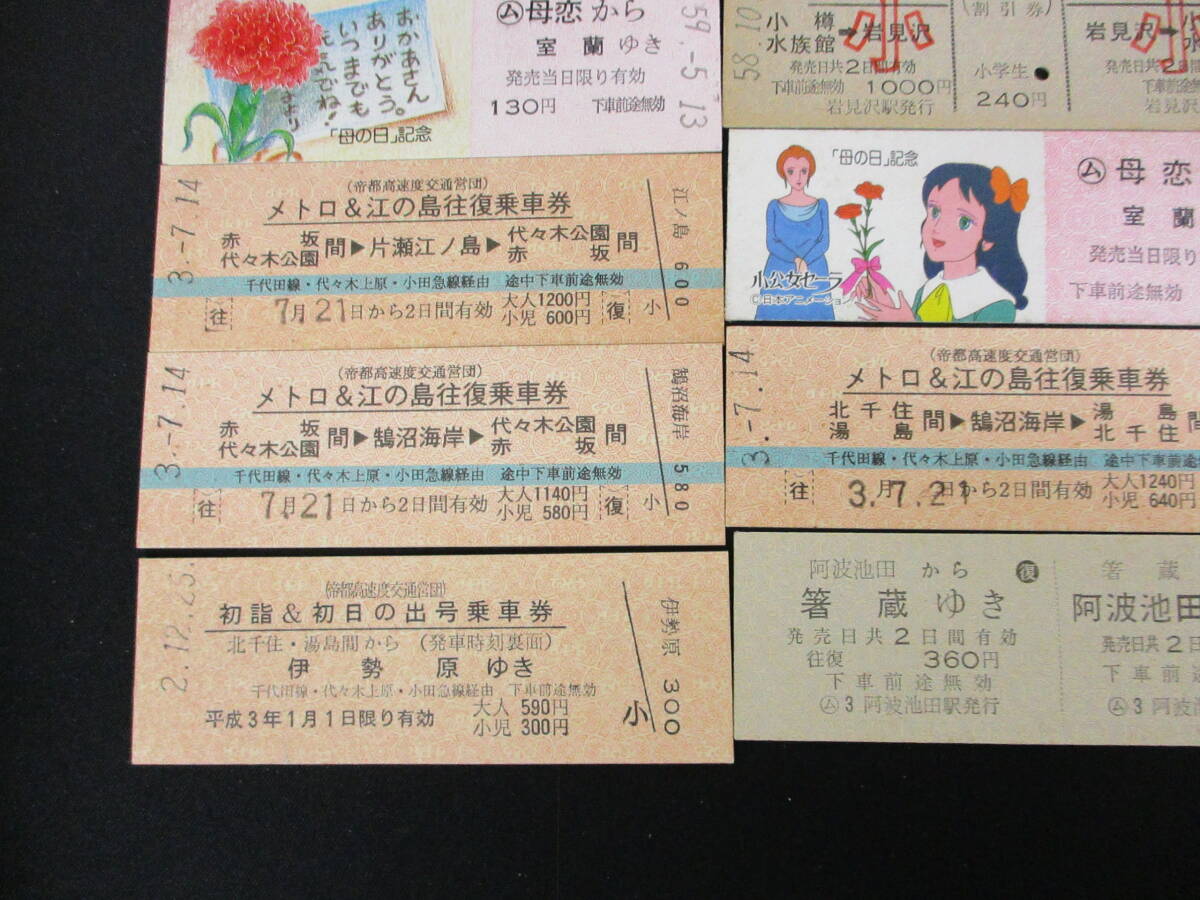 おかあさん
ありがとう。
いつまでも
元気でね!
「母の日」記念
ム母恋から
室蘭ゆき
発売当日限り有効
130円 下車前途無効
59.-5.13
58.10
小樽水族館➡岩見沢
小
発売日共2日間有効
下車前途無効 1000円
岩見沢駅発行
(割引券)
小学生
240円
岩見沢➡
発売日共2
岩見沢
3.-7.14
(帝都高速度交通営団)
メトロ&江の島往復乗車券
赤坂 代々木公園 間▶片瀬江ノ島▶代々木公園 赤坂 間
千代田線・代々木上原・小田急線経由 途中下車前途無効
往 7月21日から2日間有効 大人1200円 小児 600円 復
江ノ島 600
小
「母の日」記念
小公女セーラ
©日本アニメーション
ム母恋
室蘭
発売当日限り
下車前途無効
3.-7.14
(帝都高速度交通営団)
メトロ&江の島往復乗車券
赤坂 代々木公園 間▶鵠沼海岸▶代々木公園 赤坂 間
千代田線・代々木上原・小田急線経由 途中下車前途無効
往 7月21日から2日間有効 大人1140円 小児 580円 復
鵠沼海岸 580
小
3.-7.14
(帝都高速度交通営団)
メトロ&江の島往復乗車券
北千住 湯島 間▶鵠沼海岸▶湯島 北千住 間
千代田線・代々木上原・小田急線経由 途中下車前途
往 3.7.21日から2日間有効 大人1240円 小児 640円
2.12.25.
(帝都高速度交通営団)
初詣&初日の出号乗車券
北千住・湯島間から (発車時刻裏面)
伊勢原ゆき
千代田線・代々木上原・小田急線経由 下車前途無効
平成3年1月1日限り有効 大人 590円 小児 300円
小
伊勢原 300
阿波池田から 復
箸蔵ゆき
発売日共2日間有効
往復 360円
下車前途無効
ム3 阿波池田駅発行
箸蔵
阿波池田
発売日共2日
下車前
ム3 阿波